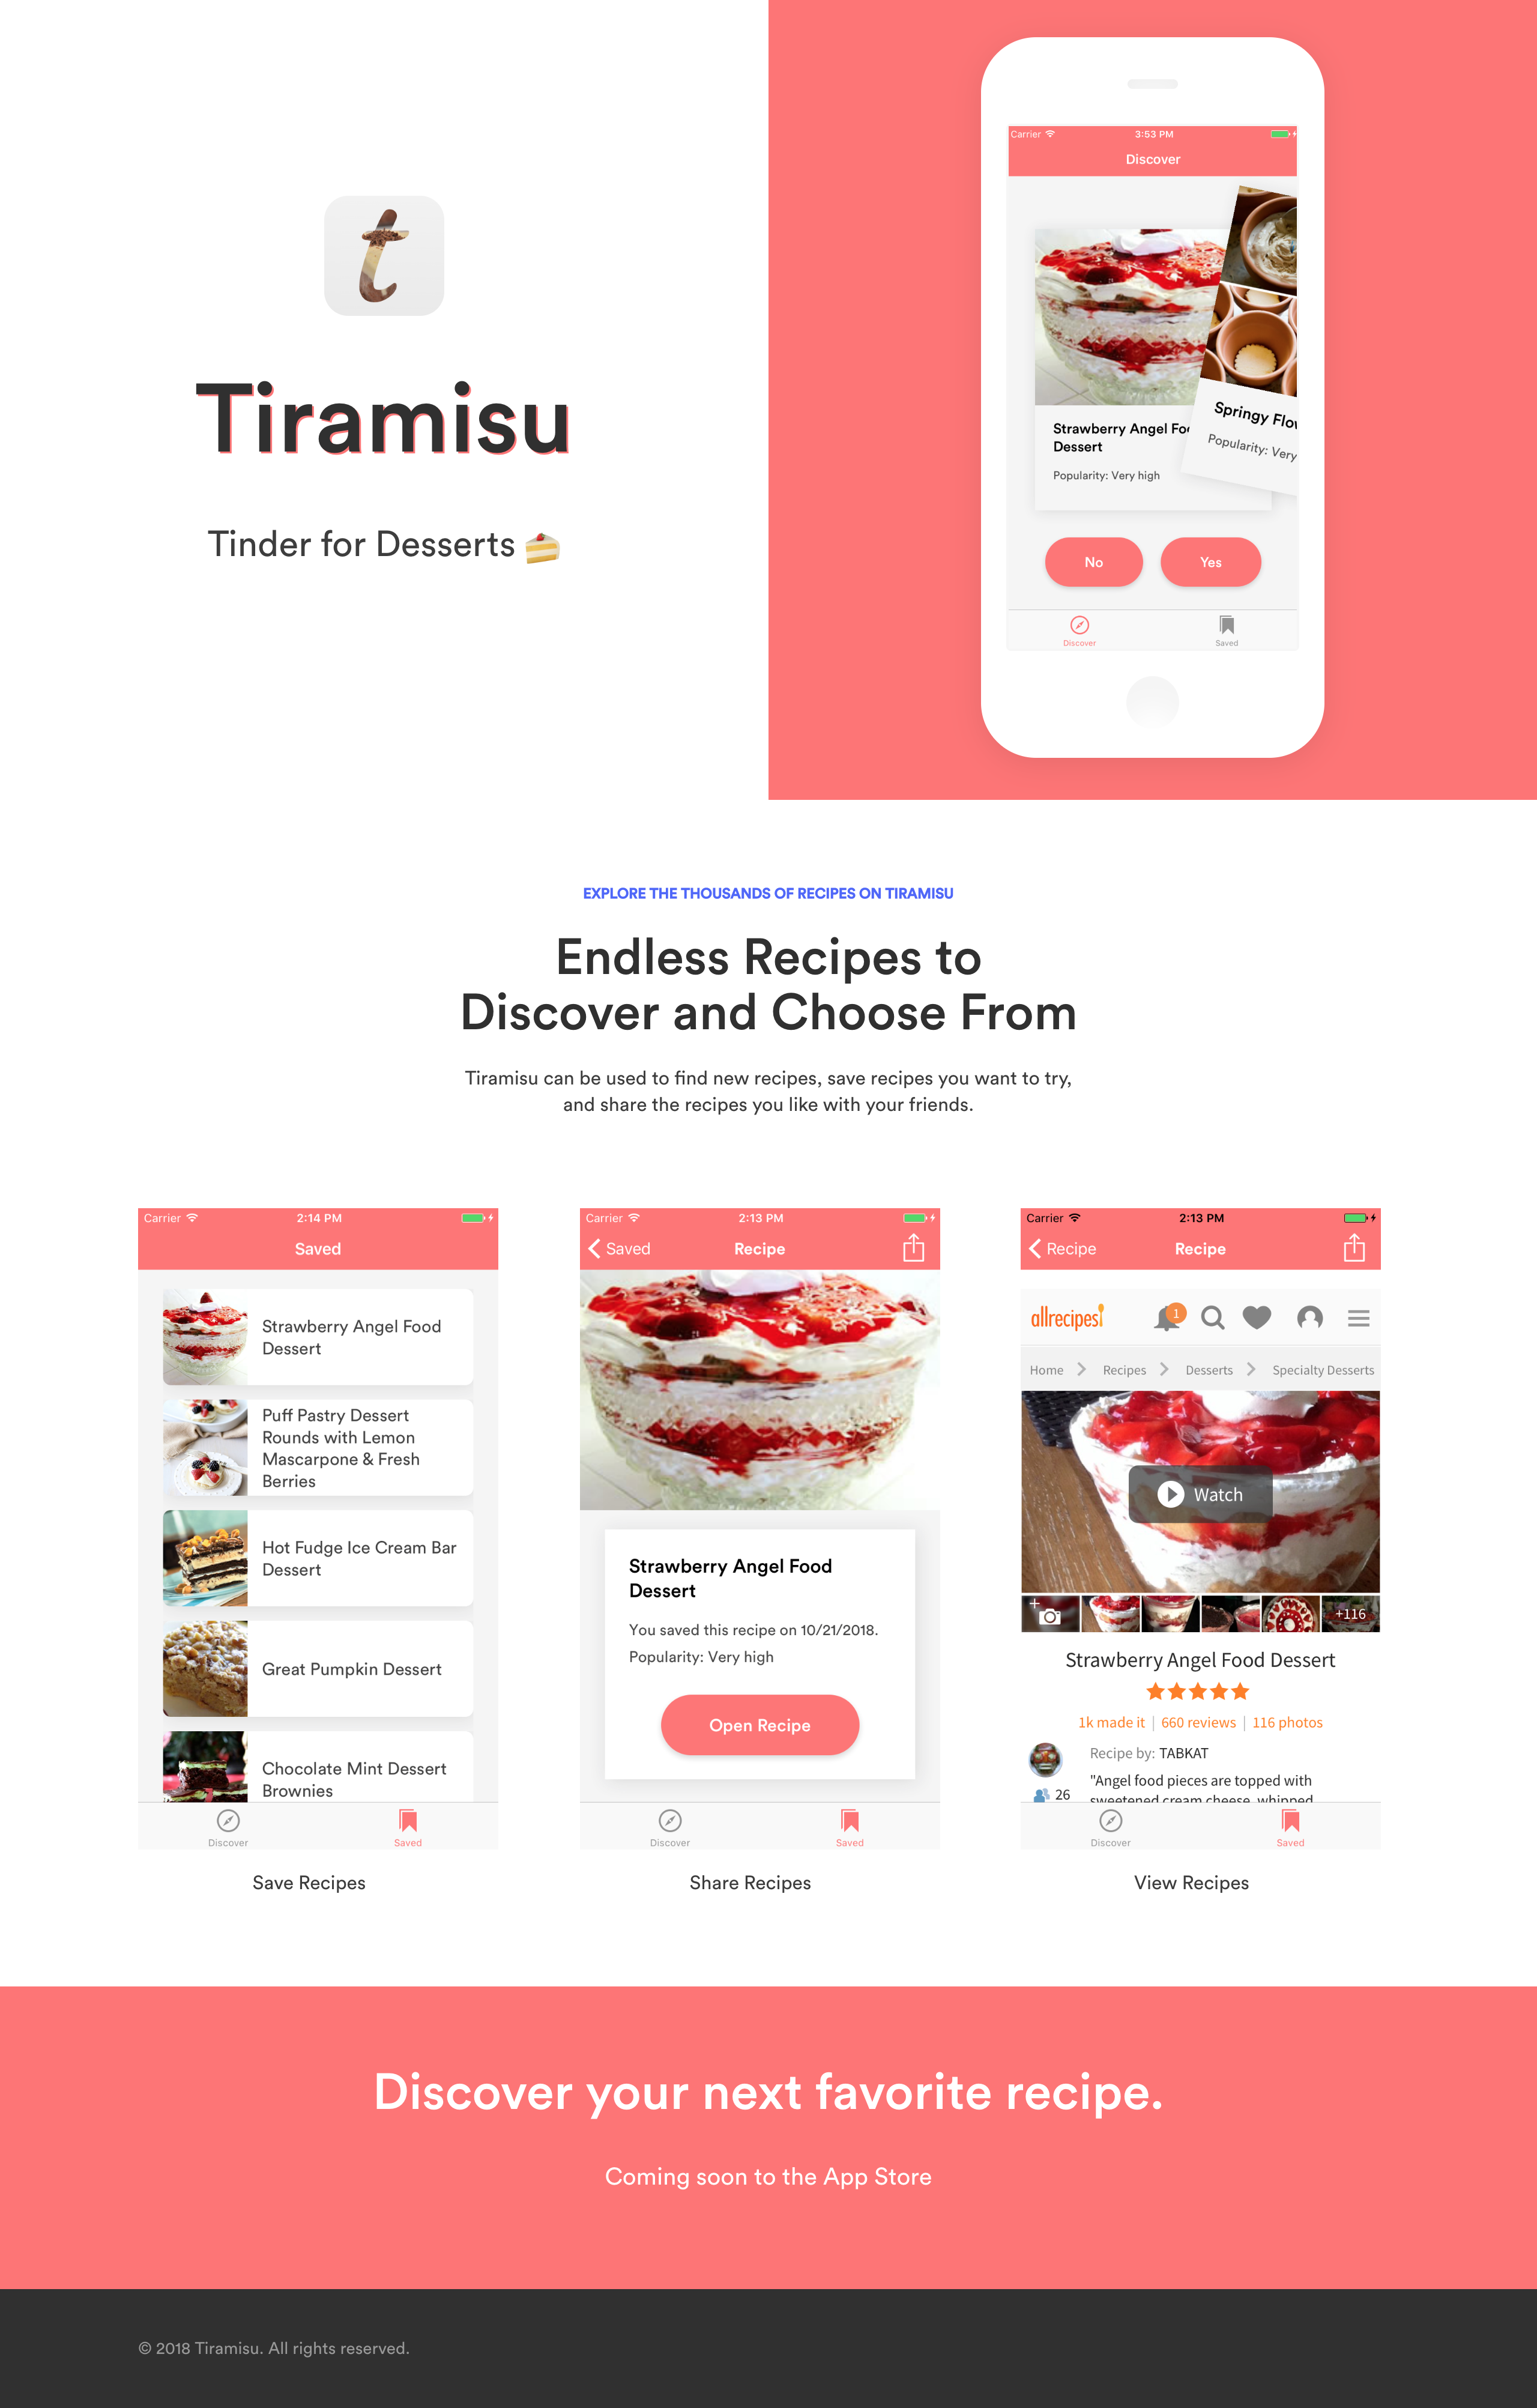 t
Tiramisu
Tinder for Desserts
Carrier 3:53 PM
Discover
Strawberry Angel Foo
Dessert
Popularity: Very high
Springy Flo
Popularity: Very
No Yes
Discover Saved
EXPLORE THE THOUSANDS OF RECIPES ON TIRAMISU
Endless Recipes to
Discover and Choose From
Tiramisu can be used to find new recipes, save recipes you want to try,
and share the recipes you like with your friends.
Carrier 2:14 PM
Saved
Strawberry Angel Food
Dessert
Puff Pastry Dessert
Rounds with Lemon
Mascarpone & Fresh
Berries
Hot Fudge Ice Cream Bar
Dessert
Great Pumpkin Dessert
Chocolate Mint Dessert
Brownies
Discover Saved
Save Recipes
Carrier 2:13 PM
Saved Recipe
Strawberry Angel Food
Dessert
You saved this recipe on 10/21/2018.
Popularity: Very high
Open Recipe
Discover Saved
Share Recipes
Carrier 2:13 PM
Recipe Recipe
allrecipes 1
Home Recipes Desserts Specialty Desserts
Watch
+116
Strawberry Angel Food Dessert
1k made it | 660 reviews | 116 photos
Recipe by: TABKAT
"Angel food pieces are topped with
26 sweetened cream cheese, whipped
Discover Saved
View Recipes
Discover your next favorite recipe.
Coming soon to the App Store
© 2018 Tiramisu. All rights reserved.